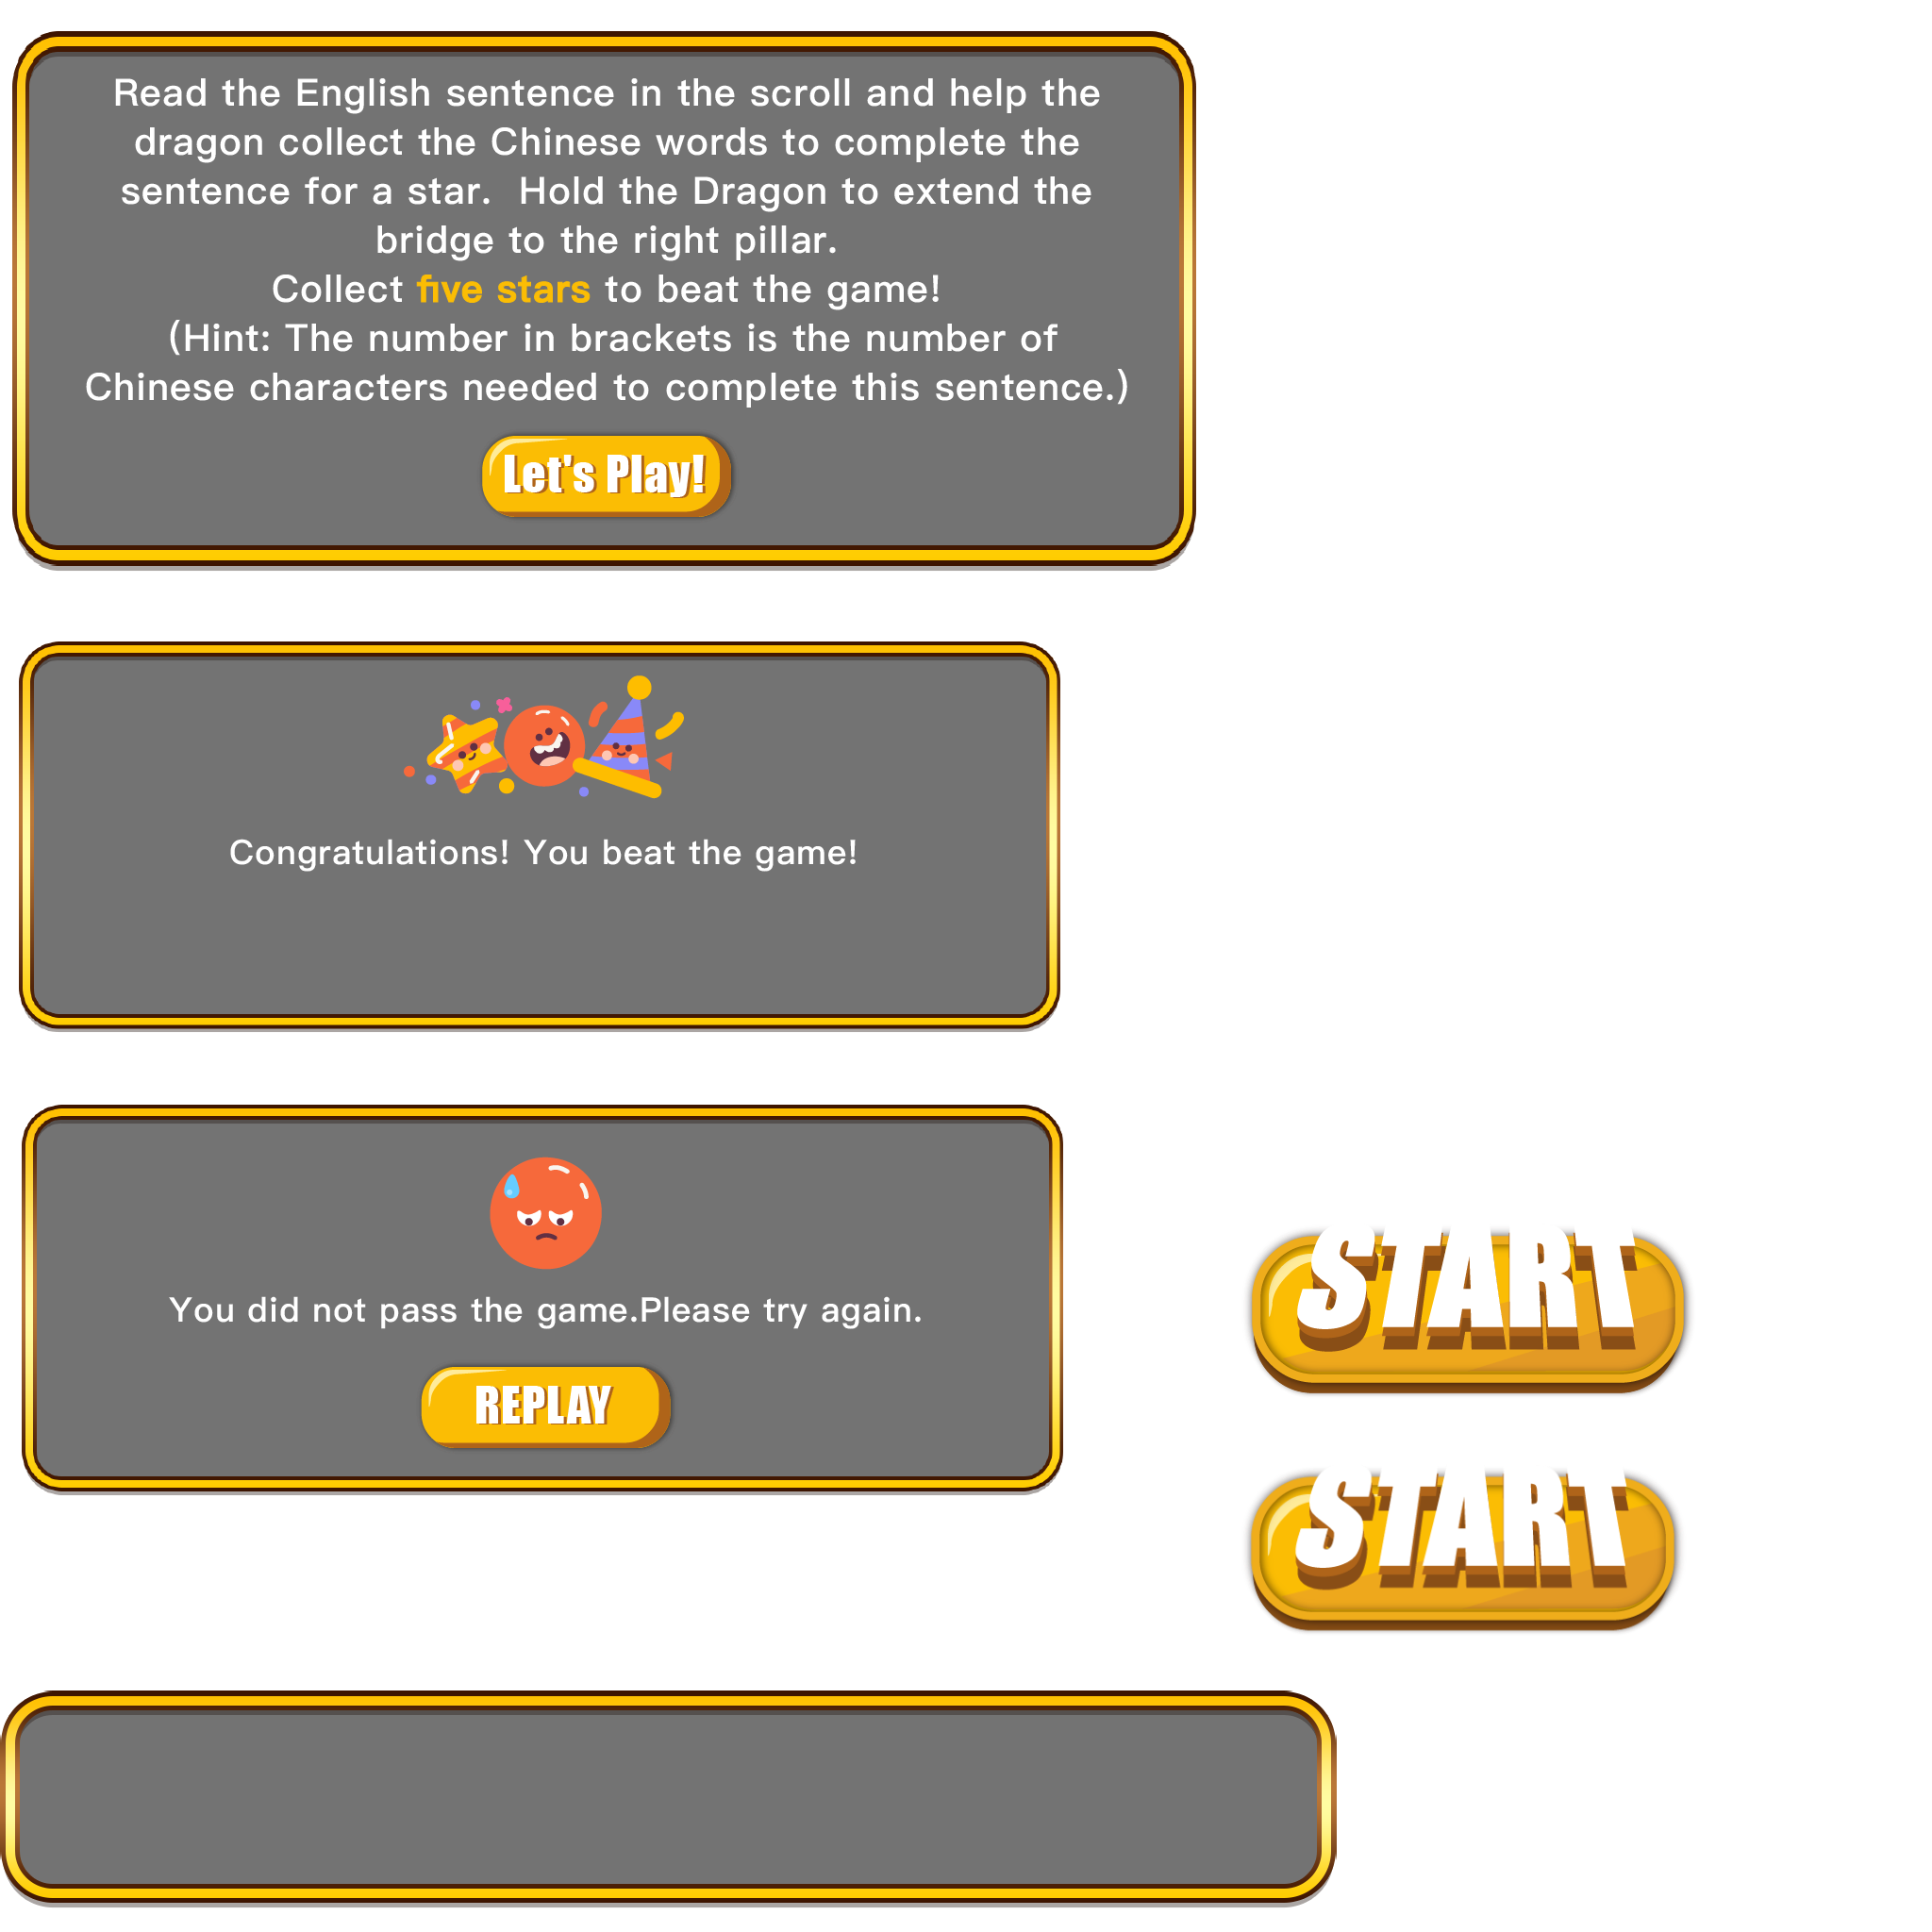 Read the English sentence in the scroll and help the
dragon collect the Chinese words to complete the
sentence for a star.  Hold the Dragon to extend the
bridge to the right pillar.
Collect five stars to beat the game!
(Hint: The number in brackets is the number of
Chinese characters needed to complete this sentence.)
Let's Play!
Congratulations! You beat the game!
You did not pass the game.Please try again.
REPLAY
START
START